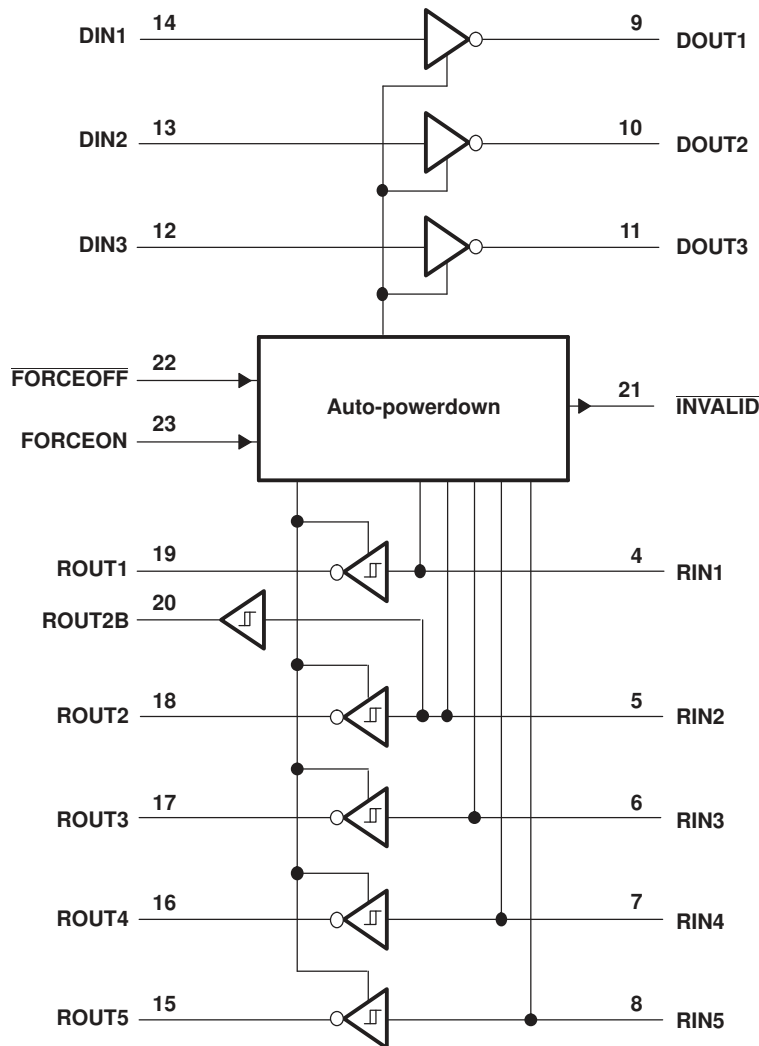 DIN1 14 9 DOUT1
DIN2 13 10 DOUT2
DIN3 12 11 DOUT3
FORCEOFF 22
Auto-powerdown
21 INVALID
FORCEON 23
ROUT1 19 4 RIN1
ROUT2B 20
ROUT2 18 5 RIN2
ROUT3 17 6 RIN3
ROUT4 16 7 RIN4
ROUT5 15 8 RIN5